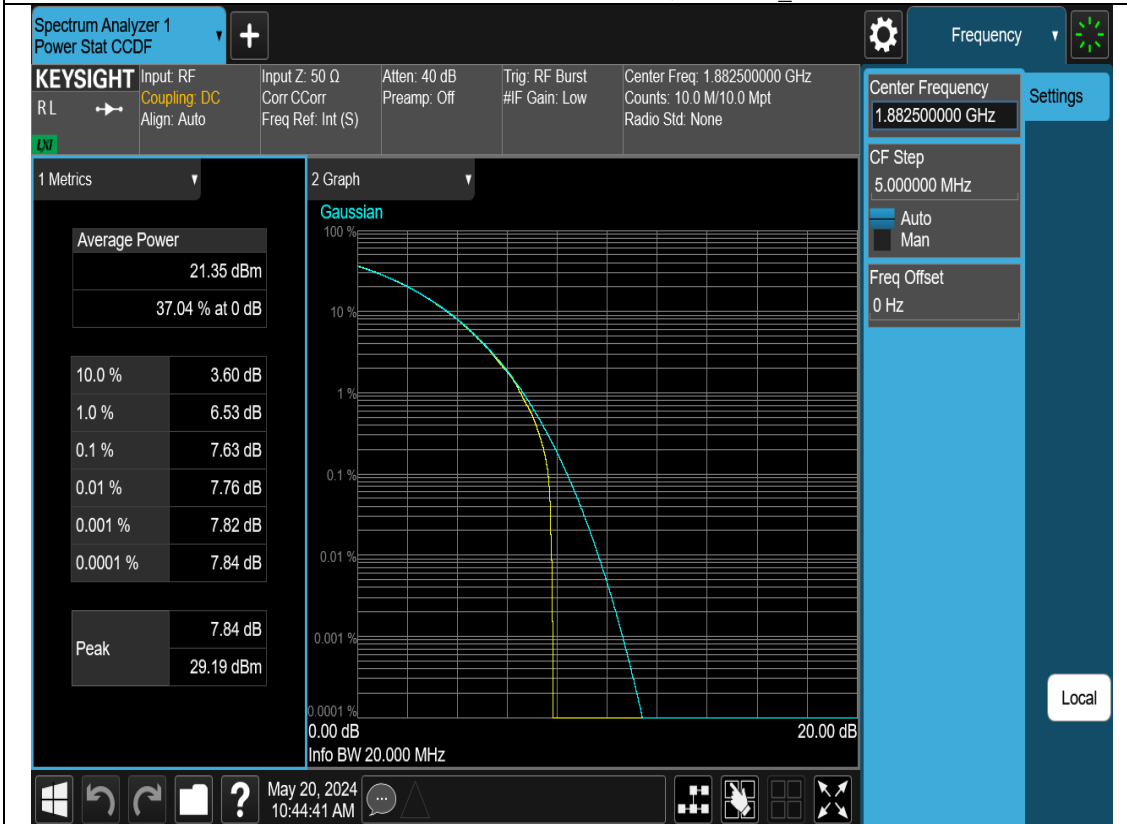 Spectrum Analyzer 1
Power Stat CCDF
Frequency
KEYSIGHT
R L
LXI
Input: RF
Coupling: DC
Align: Auto
Input Z: 50 Ω
Corr CCorr
Freq Ref: Int (S)
Atten: 40 dB
Preamp: Off
Trig: RF Burst
#IF Gain: Low
Center Freq: 1.882500000 GHz
Counts: 10.0 M/10.0 Mpt
Radio Std: None
Center Frequency
1.882500000 GHz
Settings
CF Step
5.000000 MHz
Auto
Man
Freq Offset
0 Hz
1 Metrics
Average Power
21.35 dBm
37.04 % at 0 dB
10.0 % 3.60 dB
1.0 % 6.53 dB
0.1 % 7.63 dB
0.01 % 7.76 dB
0.001 % 7.82 dB
0.0001 % 7.84 dB
Peak
7.84 dB
29.19 dBm
2 Graph
Gaussian
100 %
10 %
1 %
0.1 %
0.01 %
0.001 %
0.0001 %
0.00 dB 20.00 dB
Info BW 20.000 MHz
Local
?
May 20, 2024
10:44:41 AM